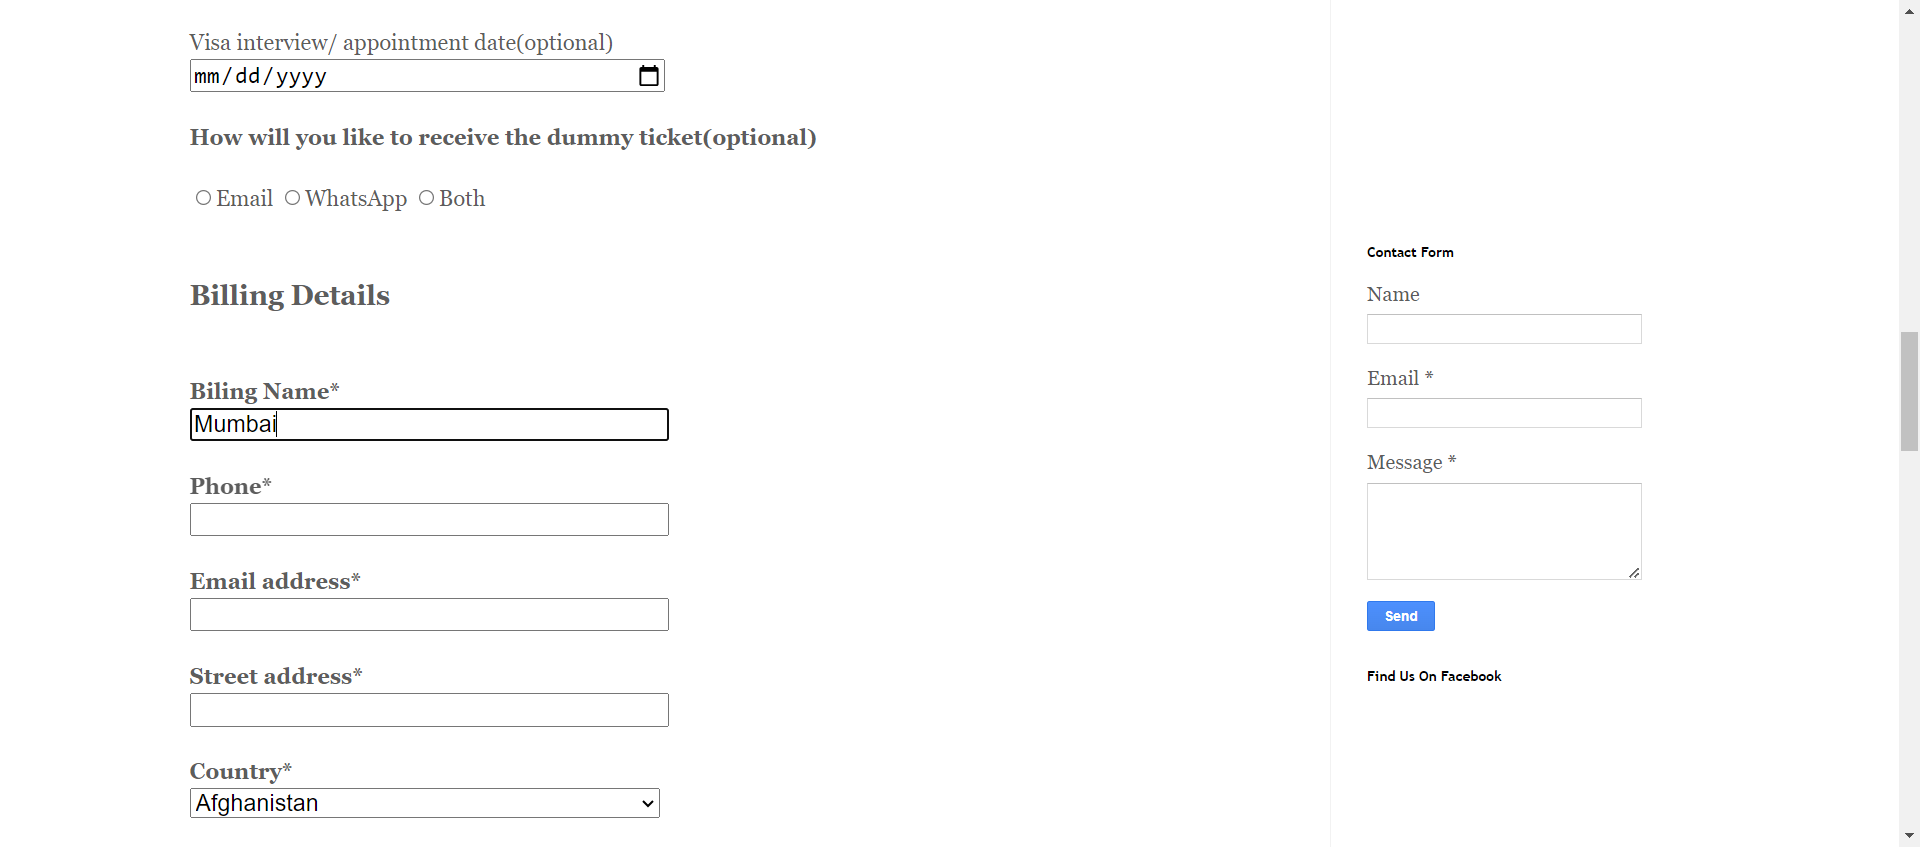 Visa interview/ appointment date(optional)
mm/dd/yyyy
How will you like to receive the dummy ticket(optional)
Email WhatsApp Both
Billing Details
Biling Name*
Mumbai
Phone*
Email address*
Street address*
Country*
Afghanistan
Contact Form
Name
Email *
Message *
Send
Find Us On Facebook